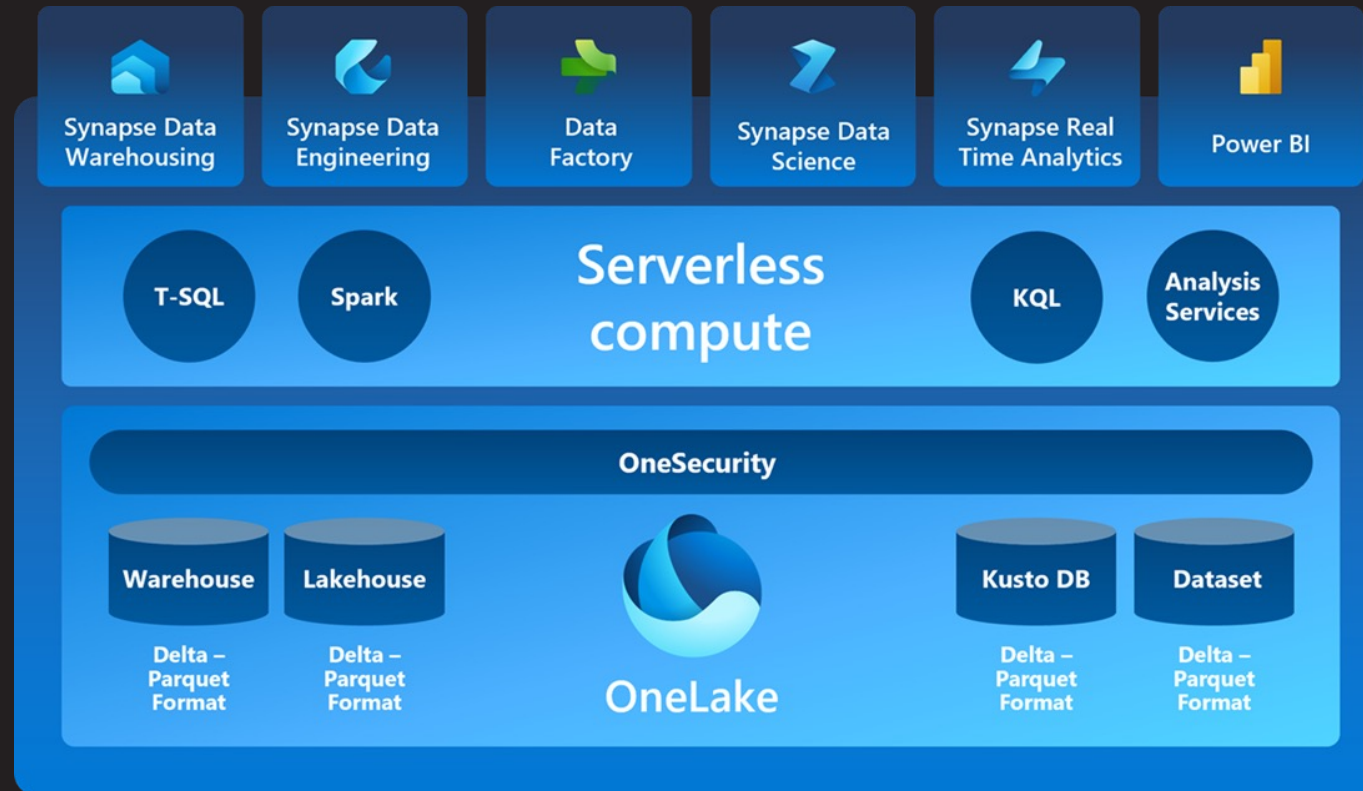 Synapse Data
Warehousing
Synapse Data
Engineering
Data
Factory
Synapse Data
Science
Synapse Real
Time Analytics
Power BI
T-SQL
Spark
Serverless
compute
KQL
Analysis
Services
OneSecurity
Warehouse
Lakehouse
Kusto DB
Dataset
Delta –
Parquet
Format
Delta –
Parquet
Format
OneLake
Delta –
Parquet
Format
Delta –
Parquet
Format